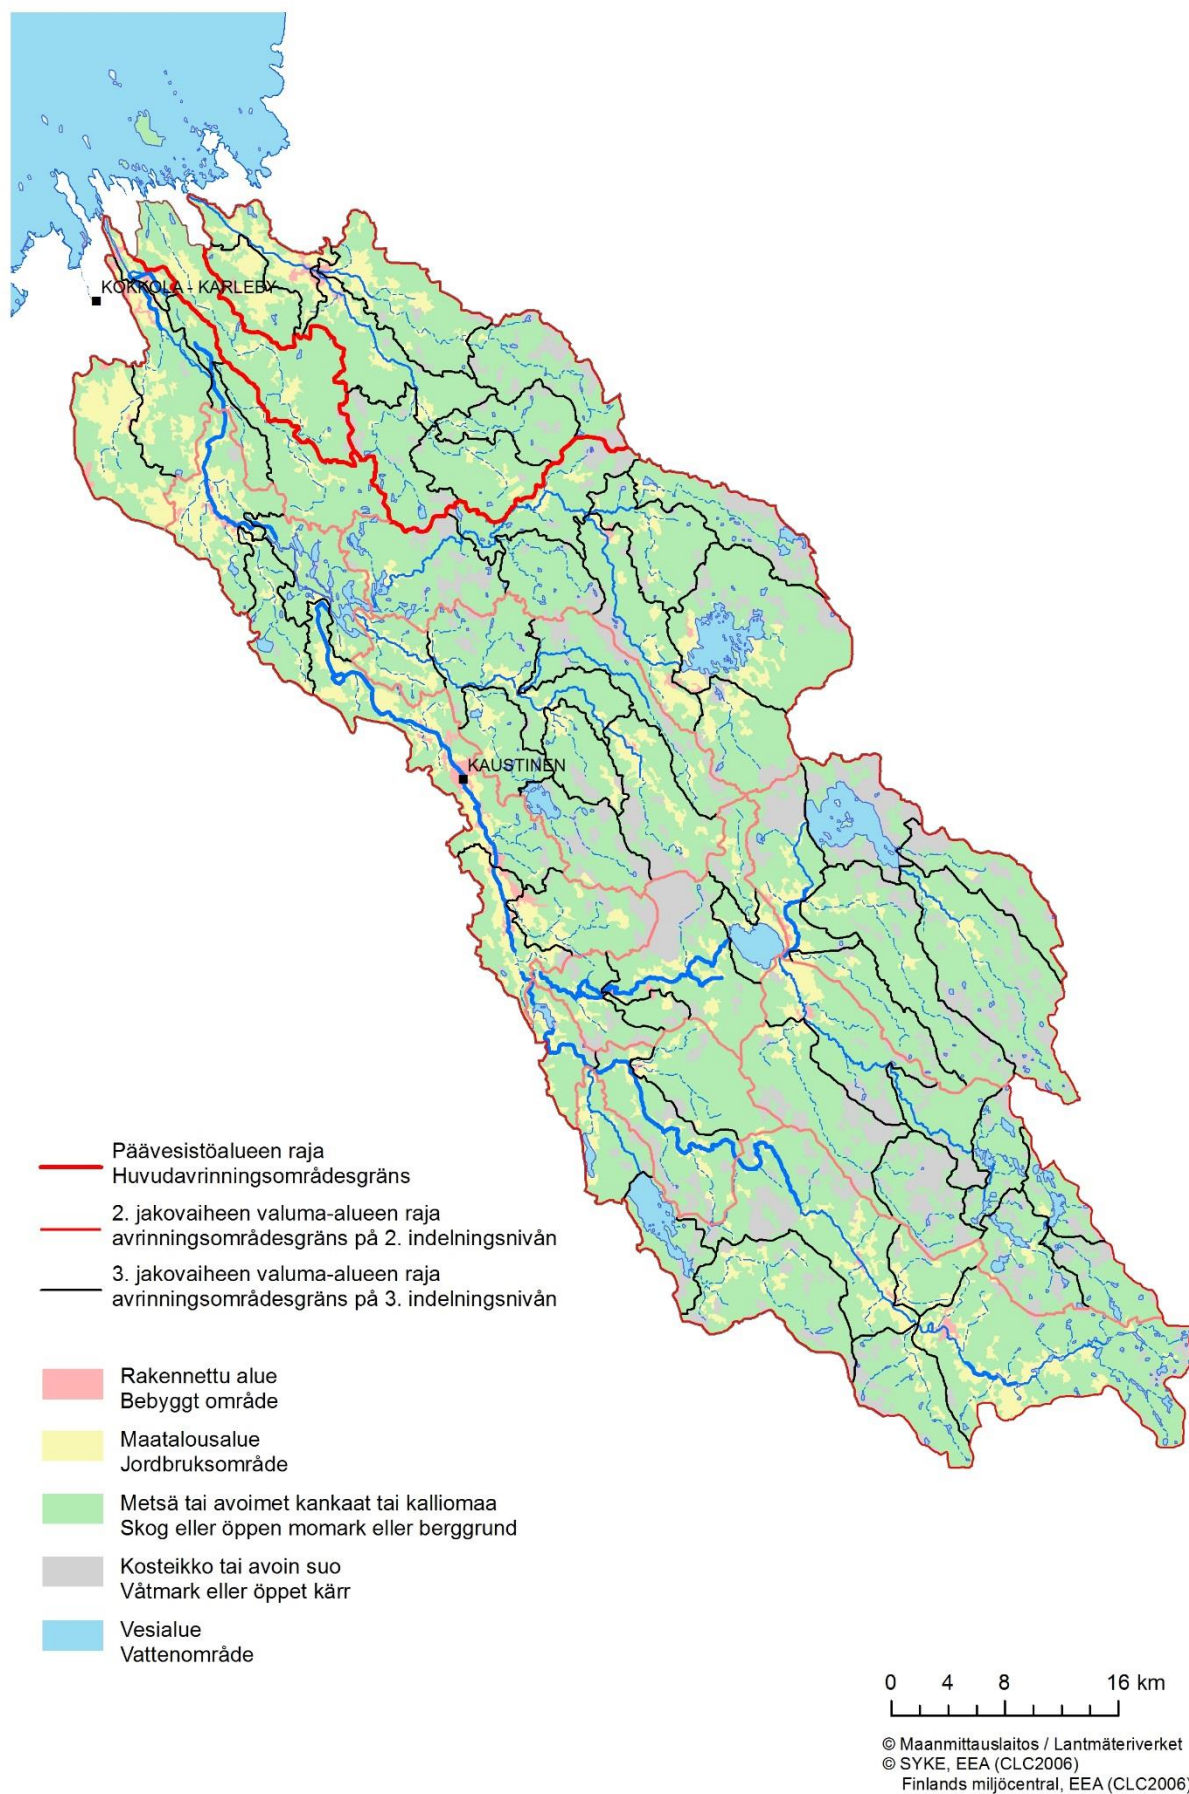 KOKKOLA - KARLEBY
KAUSTINEN
Päävesistöalueen raja
Huvudavrinningsområdesgräns
2. jakovaiheen valuma-alueen raja
avrinningsområdesgräns på 2. indelningsnivån
3. jakovaiheen valuma-alueen raja
avrinningsområdesgräns på 3. indelningsnivån
Rakennettu alue
Bebyggt område
Maatalousalue
Jordbruksområde
Metsä tai avoimet kankaat tai kalliomaa
Skog eller öppen momark eller berggrund
Kosteikko tai avoin suo
Våtmark eller öppet kärr
Vesialue
Vattenområde
0 4 8 16 km
© Maanmittauslaitos / Lantmäteriverket
© SYKE, EEA (CLC2006)
Finlands miljöcentral, EEA (CLC2006)